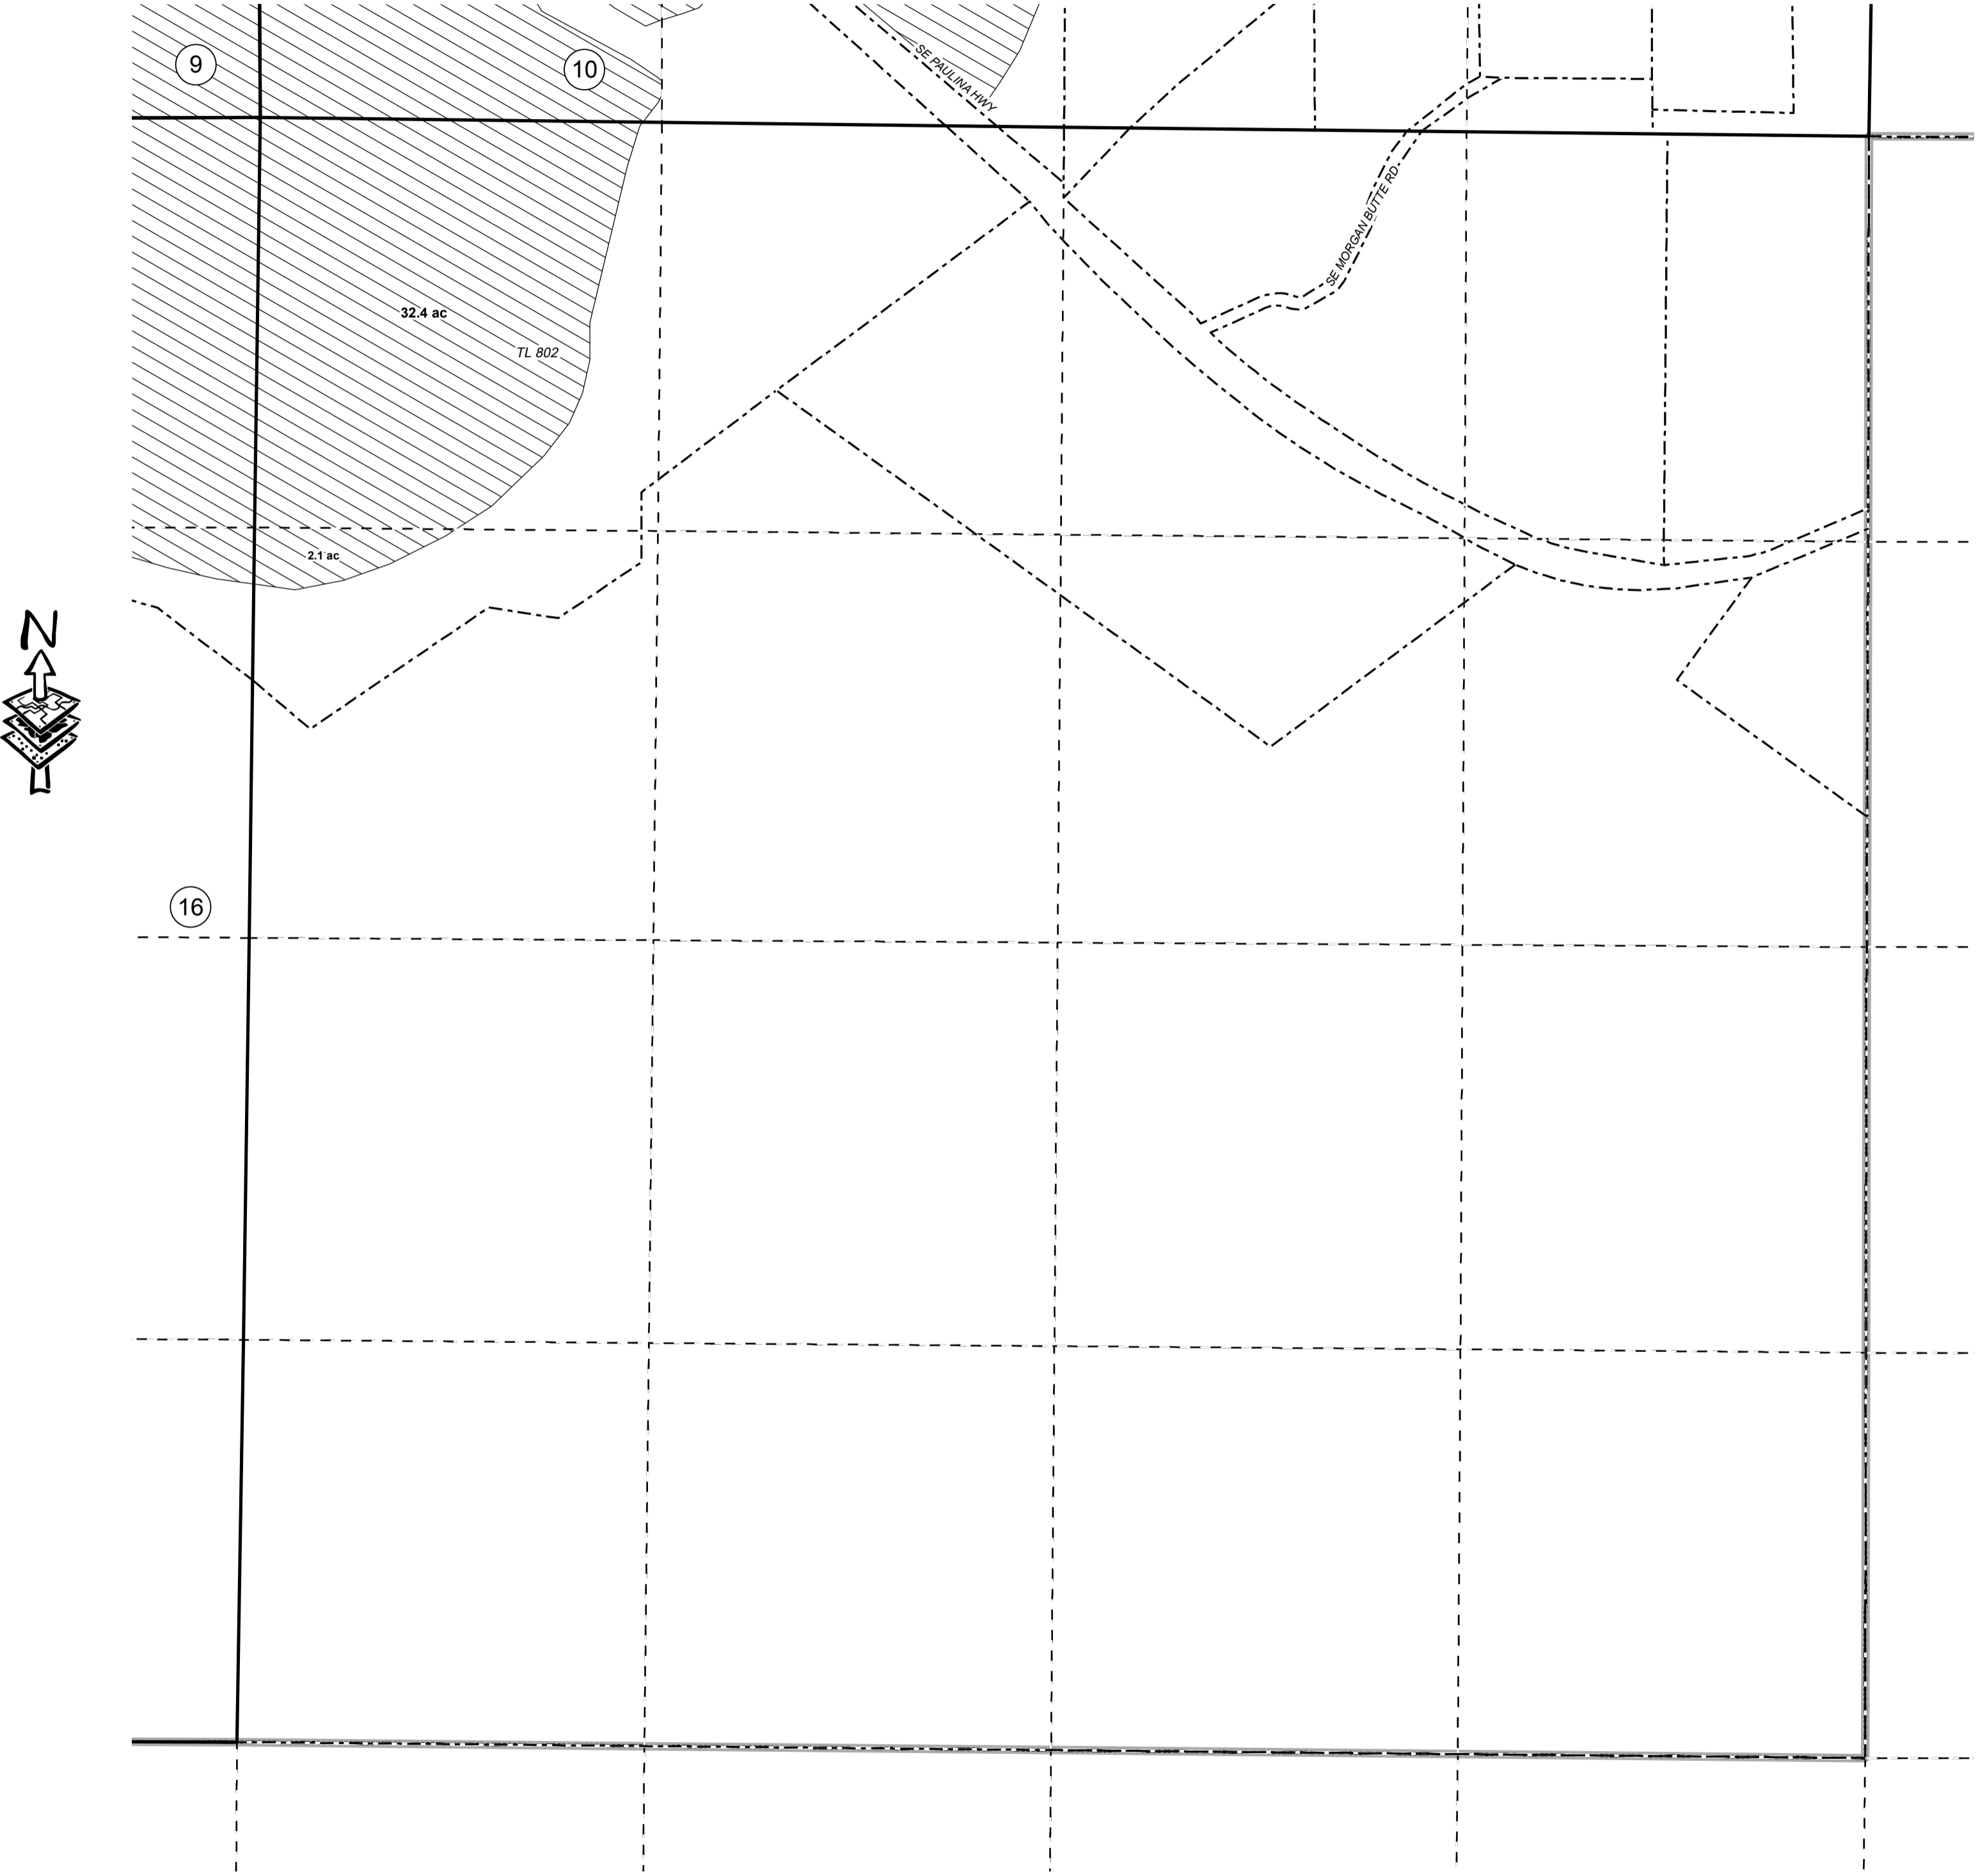 9
10
SE PAULINA HWY
SE MORGAN BUTTE RD
32.4 ac
TL 802
2.1 ac
N
16